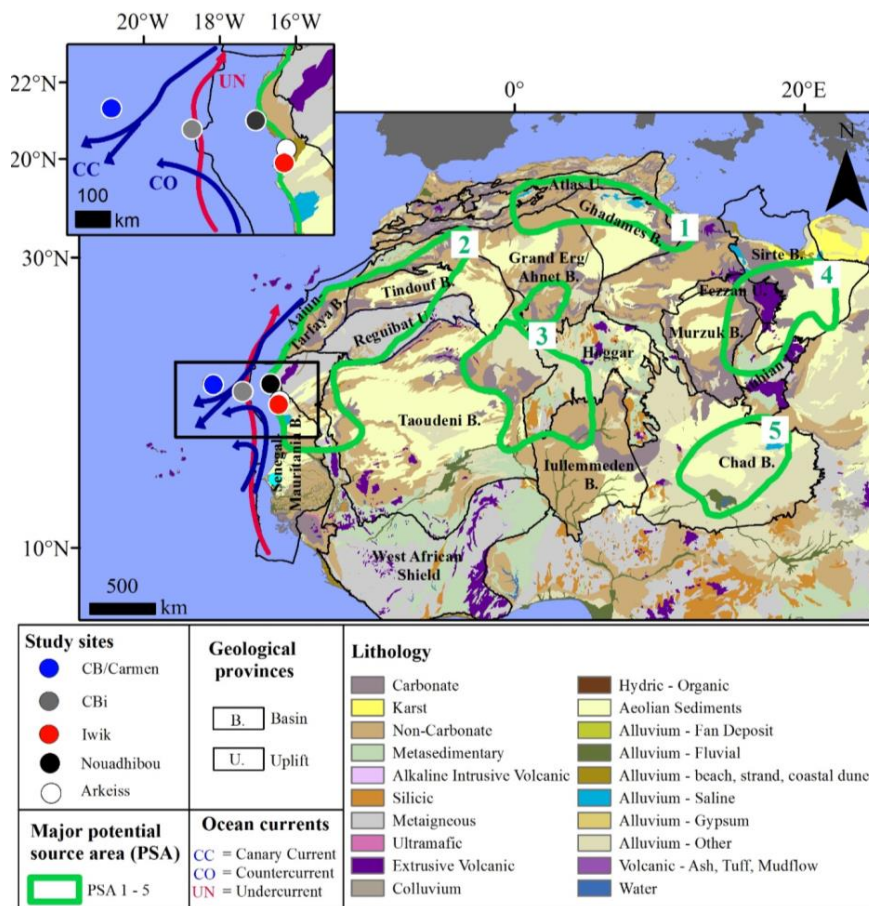 20°W 18°W 16°W
22°N
20°N
UN
CC
CO
100
km
0° 20°E
N
30°N
10°N
Atlas U.
Ghadames B.
1
2
Grand Erg/
Ahnet B.
Sirte B.
4
Aaiun-
Tarfaya B.
Tindouf B.
Fezzan U.
Reguibat U.
3
Murzuk B.
Hoggar
Taoudeni B.
5
Senegal-
Mauritania B.
Iullemmeden
B.
Chad B.
West African
Shield
500
km
Study sites
CB/Carmen
CBi
Iwik
Nouadhibou
Arkeiss
Major potential
source area (PSA)
PSA 1 - 5
Geological
provinces
B. Basin
U. Uplift
Ocean currents
CC = Canary Current
CO = Countercurrent
UN = Undercurrent
Lithology
Carbonate
Karst
Non-Carbonate
Metasedimentary
Alkaline Intrusive Volcanic
Silicic
Metaigneous
Ultramafic
Extrusive Volcanic
Colluvium
Hydric - Organic
Aeolian Sediments
Alluvium - Fan Deposit
Alluvium - Fluvial
Alluvium - beach, strand, coastal dune
Alluvium - Saline
Alluvium - Gypsum
Alluvium - Other
Volcanic - Ash, Tuff, Mudflow
Water